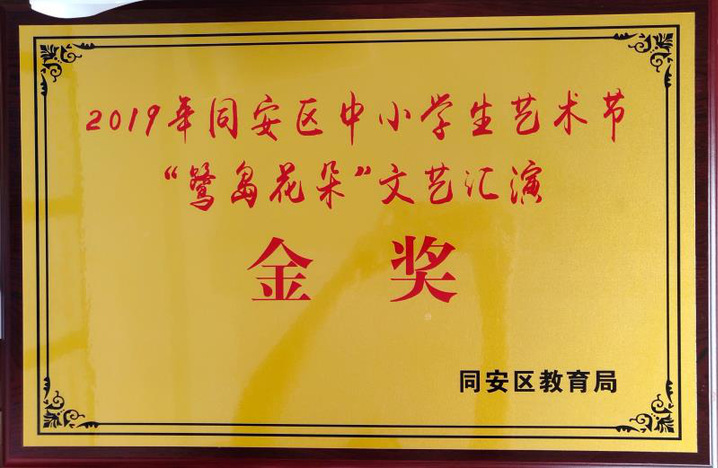 2019年同安区中小学生艺术节
“鹭岛花朵”文艺汇演
金奖
同安区教育局